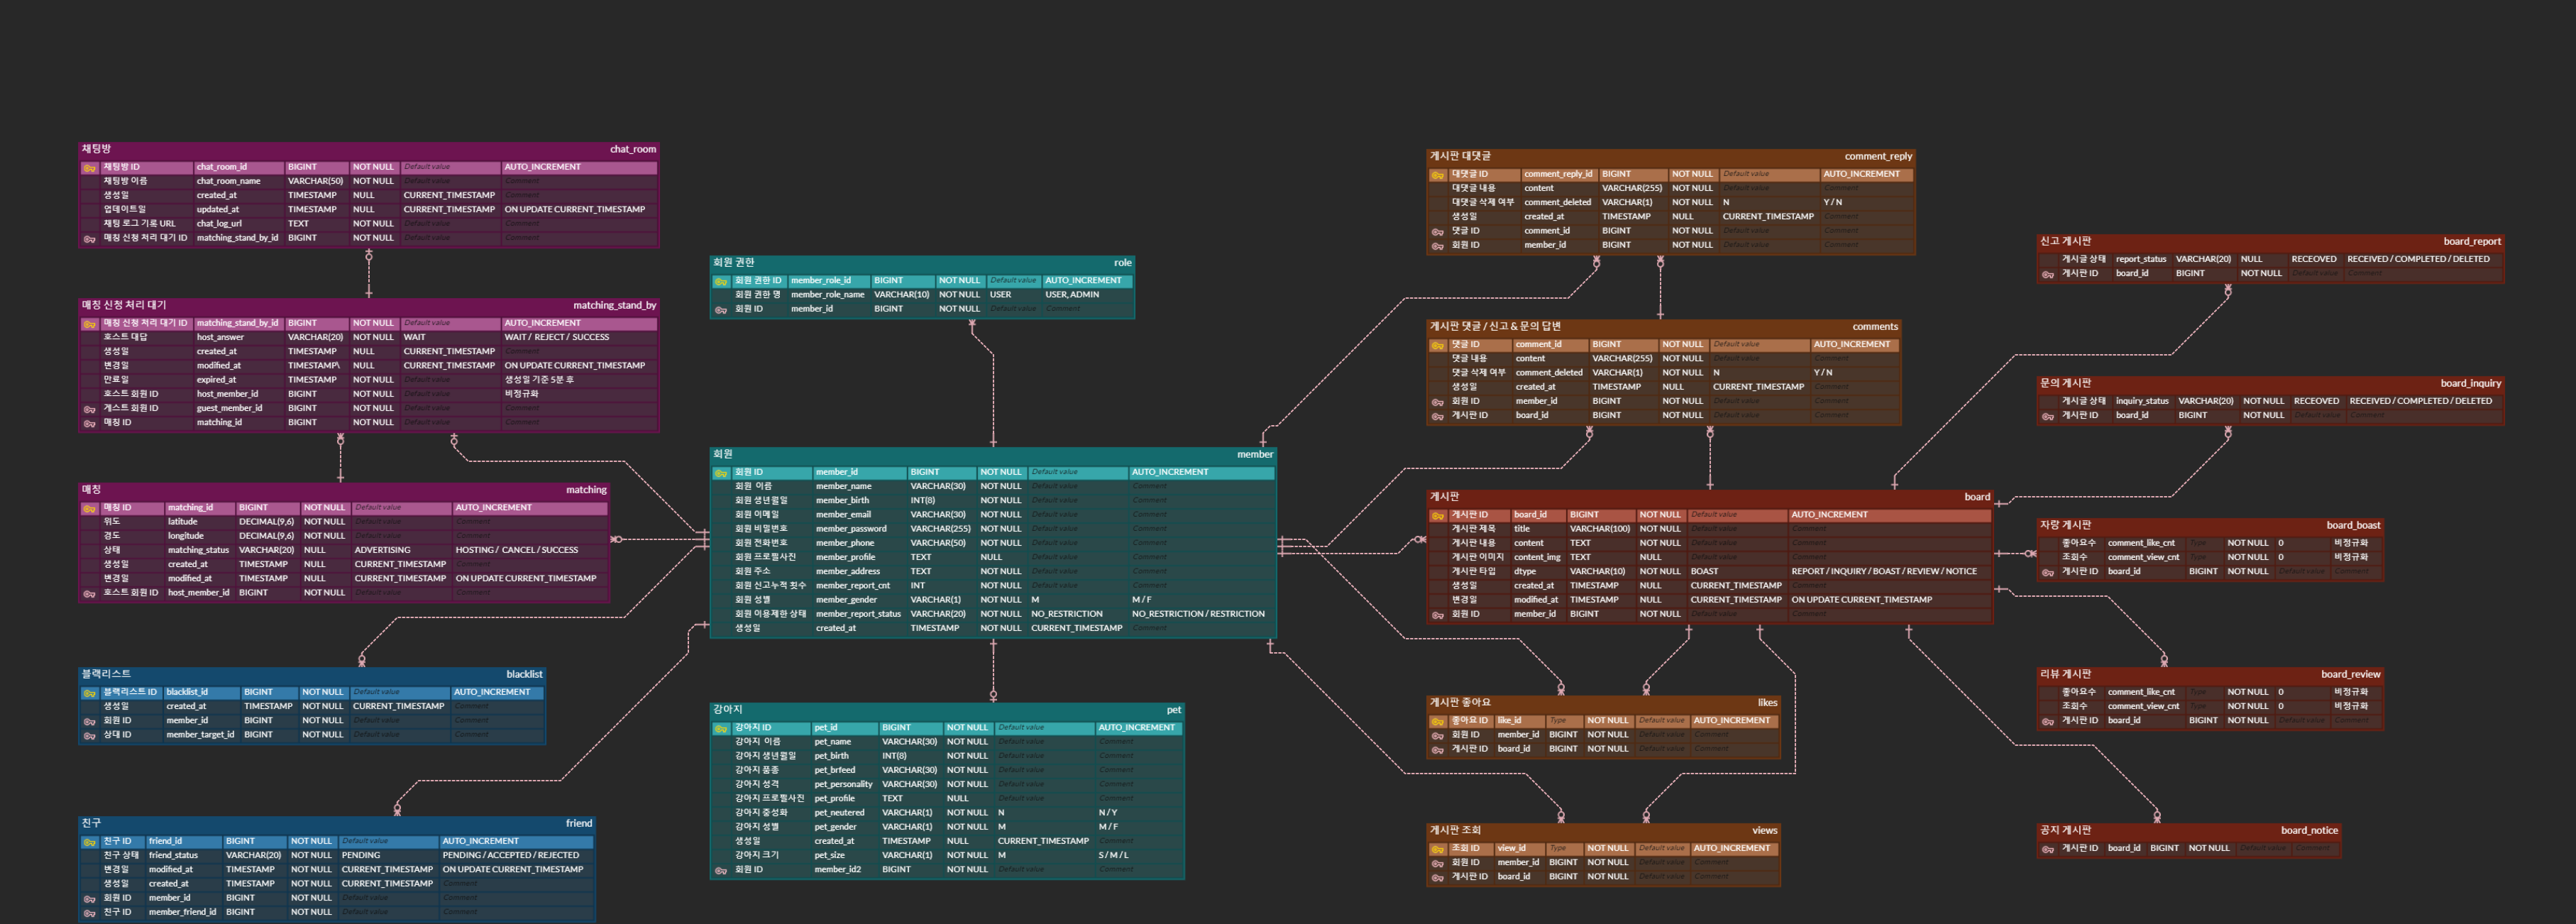 채팅방 chat_room
채팅방 ID chat_room_id BIGINT NOT NULL Default value AUTO_INCREMENT
채팅방 이름 chat_room_name VARCHAR(50) NOT NULL Default value Comment
생성일 created_at TIMESTAMP NULL CURRENT_TIMESTAMP Comment
업데이트일 updated_at TIMESTAMP NULL CURRENT_TIMESTAMP ON UPDATE CURRENT_TIMESTAMP
채팅 로그 기록 URL chat_log_url TEXT NOT NULL Default value Comment
매칭 신청 처리 대기 ID matching_stand_by_id BIGINT NOT NULL Default value Comment
매칭 신청 처리 대기 matching_stand_by
매칭 신청 처리 대기 ID matching_stand_by_id BIGINT NOT NULL Default value AUTO_INCREMENT
호스트 대답 host_answer VARCHAR(20) NOT NULL WAIT WAIT / REJECT / SUCCESS
생성일 created_at TIMESTAMP NULL CURRENT_TIMESTAMP Comment
변경일 modified_at TIMESTAMP\ NULL CURRENT_TIMESTAMP ON UPDATE CURRENT_TIMESTAMP
만료일 expired_at TIMESTAMP NOT NULL Default value 생성일 기준 5분 후
호스트 회원 ID host_member_id BIGINT NOT NULL Default value 비정규화
게스트 회원 ID guest_member_id BIGINT NOT NULL Default value Comment
매칭 ID matching_id BIGINT NOT NULL Default value Comment
매칭 matching
매칭 ID matching_id BIGINT NOT NULL Default value AUTO_INCREMENT
위도 latitude DECIMAL(9,6) NOT NULL Default value Comment
경도 longitude DECIMAL(9,6) NOT NULL Default value Comment
상태 matching_status VARCHAR(20) NULL ADVERTISING HOSTING / CANCEL / SUCCESS
생성일 created_at TIMESTAMP NULL CURRENT_TIMESTAMP Comment
변경일 modified_at TIMESTAMP NULL CURRENT_TIMESTAMP ON UPDATE CURRENT_TIMESTAMP
호스트 회원 ID host_member_id BIGINT NOT NULL Default value Comment
블랙리스트 blacklist
블랙리스트 ID blacklist_id BIGINT NOT NULL Default value AUTO_INCREMENT
생성일 created_at TIMESTAMP NOT NULL CURRENT_TIMESTAMP Comment
회원 ID member_id BIGINT NOT NULL Default value Comment
상대 ID member_target_id BIGINT NOT NULL Default value Comment
친구 friend
친구 ID friend_id BIGINT NOT NULL Default value AUTO_INCREMENT
친구 상태 friend_status VARCHAR(20) NOT NULL PENDING PENDING / ACCEPTED / REJECTED
변경일 modified_at TIMESTAMP NOT NULL CURRENT_TIMESTAMP ON UPDATE CURRENT_TIMESTAMP
생성일 created_at TIMESTAMP NOT NULL CURRENT_TIMESTAMP Comment
회원 ID member_id BIGINT NOT NULL Default value Comment
친구 ID member_friend_id BIGINT NOT NULL Default value Comment
회원 권한 role
회원 권한 ID member_role_id BIGINT NOT NULL Default value AUTO_INCREMENT
회원 권한 명 member_role_name VARCHAR(10) NOT NULL USER USER, ADMIN
회원 ID member_id BIGINT NOT NULL Default value Comment
회원 member
회원 ID member_id BIGINT NOT NULL Default value AUTO_INCREMENT
회원 이름 member_name VARCHAR(30) NOT NULL Default value Comment
회원 생년월일 member_birth INT(8) NOT NULL Default value Comment
회원 이메일 member_email VARCHAR(30) NOT NULL Default value Comment
회원 비밀번호 member_password VARCHAR(255) NOT NULL Default value Comment
회원 전화번호 member_phone VARCHAR(50) NOT NULL Default value Comment
회원 프로필사진 member_profile TEXT NULL Default value Comment
회원 주소 member_address TEXT NOT NULL Default value Comment
회원 신고누적 횟수 member_report_cnt INT NOT NULL Default value Comment
회원 성별 member_gender VARCHAR(1) NOT NULL M M / F
회원 이용제한 상태 member_report_status VARCHAR(20) NOT NULL NO_RESTRICTION NO_RESTRICTION / RESTRICTION
생성일 created_at TIMESTAMP NOT NULL CURRENT_TIMESTAMP Comment
강아지 pet
강아지 ID pet_id BIGINT NOT NULL Default value AUTO_INCREMENT
강아지 이름 pet_name VARCHAR(30) NOT NULL Default value Comment
강아지 생년월일 pet_birth INT(8) NOT NULL Default value Comment
강아지 품종 pet_brfeed VARCHAR(30) NOT NULL Default value Comment
강아지 성격 pet_personality VARCHAR(30) NOT NULL Default value Comment
강아지 프로필사진 pet_profile TEXT NULL Default value Comment
강아지 중성화 pet_neutered VARCHAR(1) NOT NULL N N / Y
강아지 성별 pet_gender VARCHAR(1) NOT NULL M M / F
생성일 created_at TIMESTAMP NULL CURRENT_TIMESTAMP Comment
강아지 크기 pet_size VARCHAR(1) NOT NULL M S / M / L
회원 ID member_id2 BIGINT NOT NULL Default value Comment
게시판 대댓글 comment_reply
대댓글 ID comment_reply_id BIGINT NOT NULL Default value AUTO_INCREMENT
대댓글 내용 content VARCHAR(255) NOT NULL Default value Comment
대댓글 삭제 여부 comment_deleted VARCHAR(1) NOT NULL N Y / N
생성일 created_at TIMESTAMP NULL CURRENT_TIMESTAMP Comment
댓글 ID comment_id BIGINT NOT NULL Default value Comment
회원 ID member_id BIGINT NOT NULL Default value Comment
게시판 댓글 / 신고 & 문의 답변 comments
댓글 ID comment_id BIGINT NOT NULL Default value AUTO_INCREMENT
댓글 내용 content VARCHAR(255) NOT NULL Default value Comment
댓글 삭제 여부 comment_deleted VARCHAR(1) NOT NULL N Y / N
생성일 created_at TIMESTAMP NULL CURRENT_TIMESTAMP Comment
회원 ID member_id BIGINT NOT NULL Default value Comment
게시판 ID board_id BIGINT NOT NULL Default value Comment
게시판 board
게시판 ID board_id BIGINT NOT NULL Default value AUTO_INCREMENT
게시판 제목 title VARCHAR(100) NOT NULL Default value Comment
게시판 내용 content TEXT NOT NULL Default value Comment
게시판 이미지 content_img TEXT NULL Default value Comment
게시판 타입 dtype VARCHAR(10) NOT NULL BOAST REPORT / INQUIRY / BOAST / REVIEW / NOTICE
생성일 created_at TIMESTAMP NULL CURRENT_TIMESTAMP Comment
변경일 modified_at TIMESTAMP NULL CURRENT_TIMESTAMP ON UPDATE CURRENT_TIMESTAMP
회원 ID member_id BIGINT NOT NULL Default value Comment
게시판 좋아요 likes
좋아요 ID like_id Type NOT NULL Default value AUTO_INCREMENT
회원 ID member_id BIGINT NOT NULL Default value Comment
게시판 ID board_id BIGINT NOT NULL Default value Comment
게시판 조회 views
조회 ID view_id Type NOT NULL Default value AUTO_INCREMENT
회원 ID member_id BIGINT NOT NULL Default value Comment
게시판 ID board_id BIGINT NOT NULL Default value Comment
신고 게시판 board_report
게시글 상태 report_status VARCHAR(20) NULL RECEOVED RECEIVED / COMPLETED / DELETED
게시판 ID board_id BIGINT NOT NULL Default value Comment
문의 게시판 board_inquiry
게시글 상태 inquiry_status VARCHAR(20) NOT NULL RECEOVED RECEIVED / COMPLETED / DELETED
게시판 ID board_id BIGINT NOT NULL Default value Comment
자랑 게시판 board_boast
좋아요수 comment_like_cnt Type NOT NULL 0 비정규화
조회수 comment_view_cnt Type NOT NULL 0 비정규화
게시판 ID board_id BIGINT NOT NULL Default value Comment
리뷰 게시판 board_review
좋아요수 comment_like_cnt Type NOT NULL 0 비정규화
조회수 comment_view_cnt Type NOT NULL 0 비정규화
게시판 ID board_id BIGINT NOT NULL Default value Comment
공지 게시판 board_notice
게시판 ID board_id BIGINT NOT NULL Default value Comment